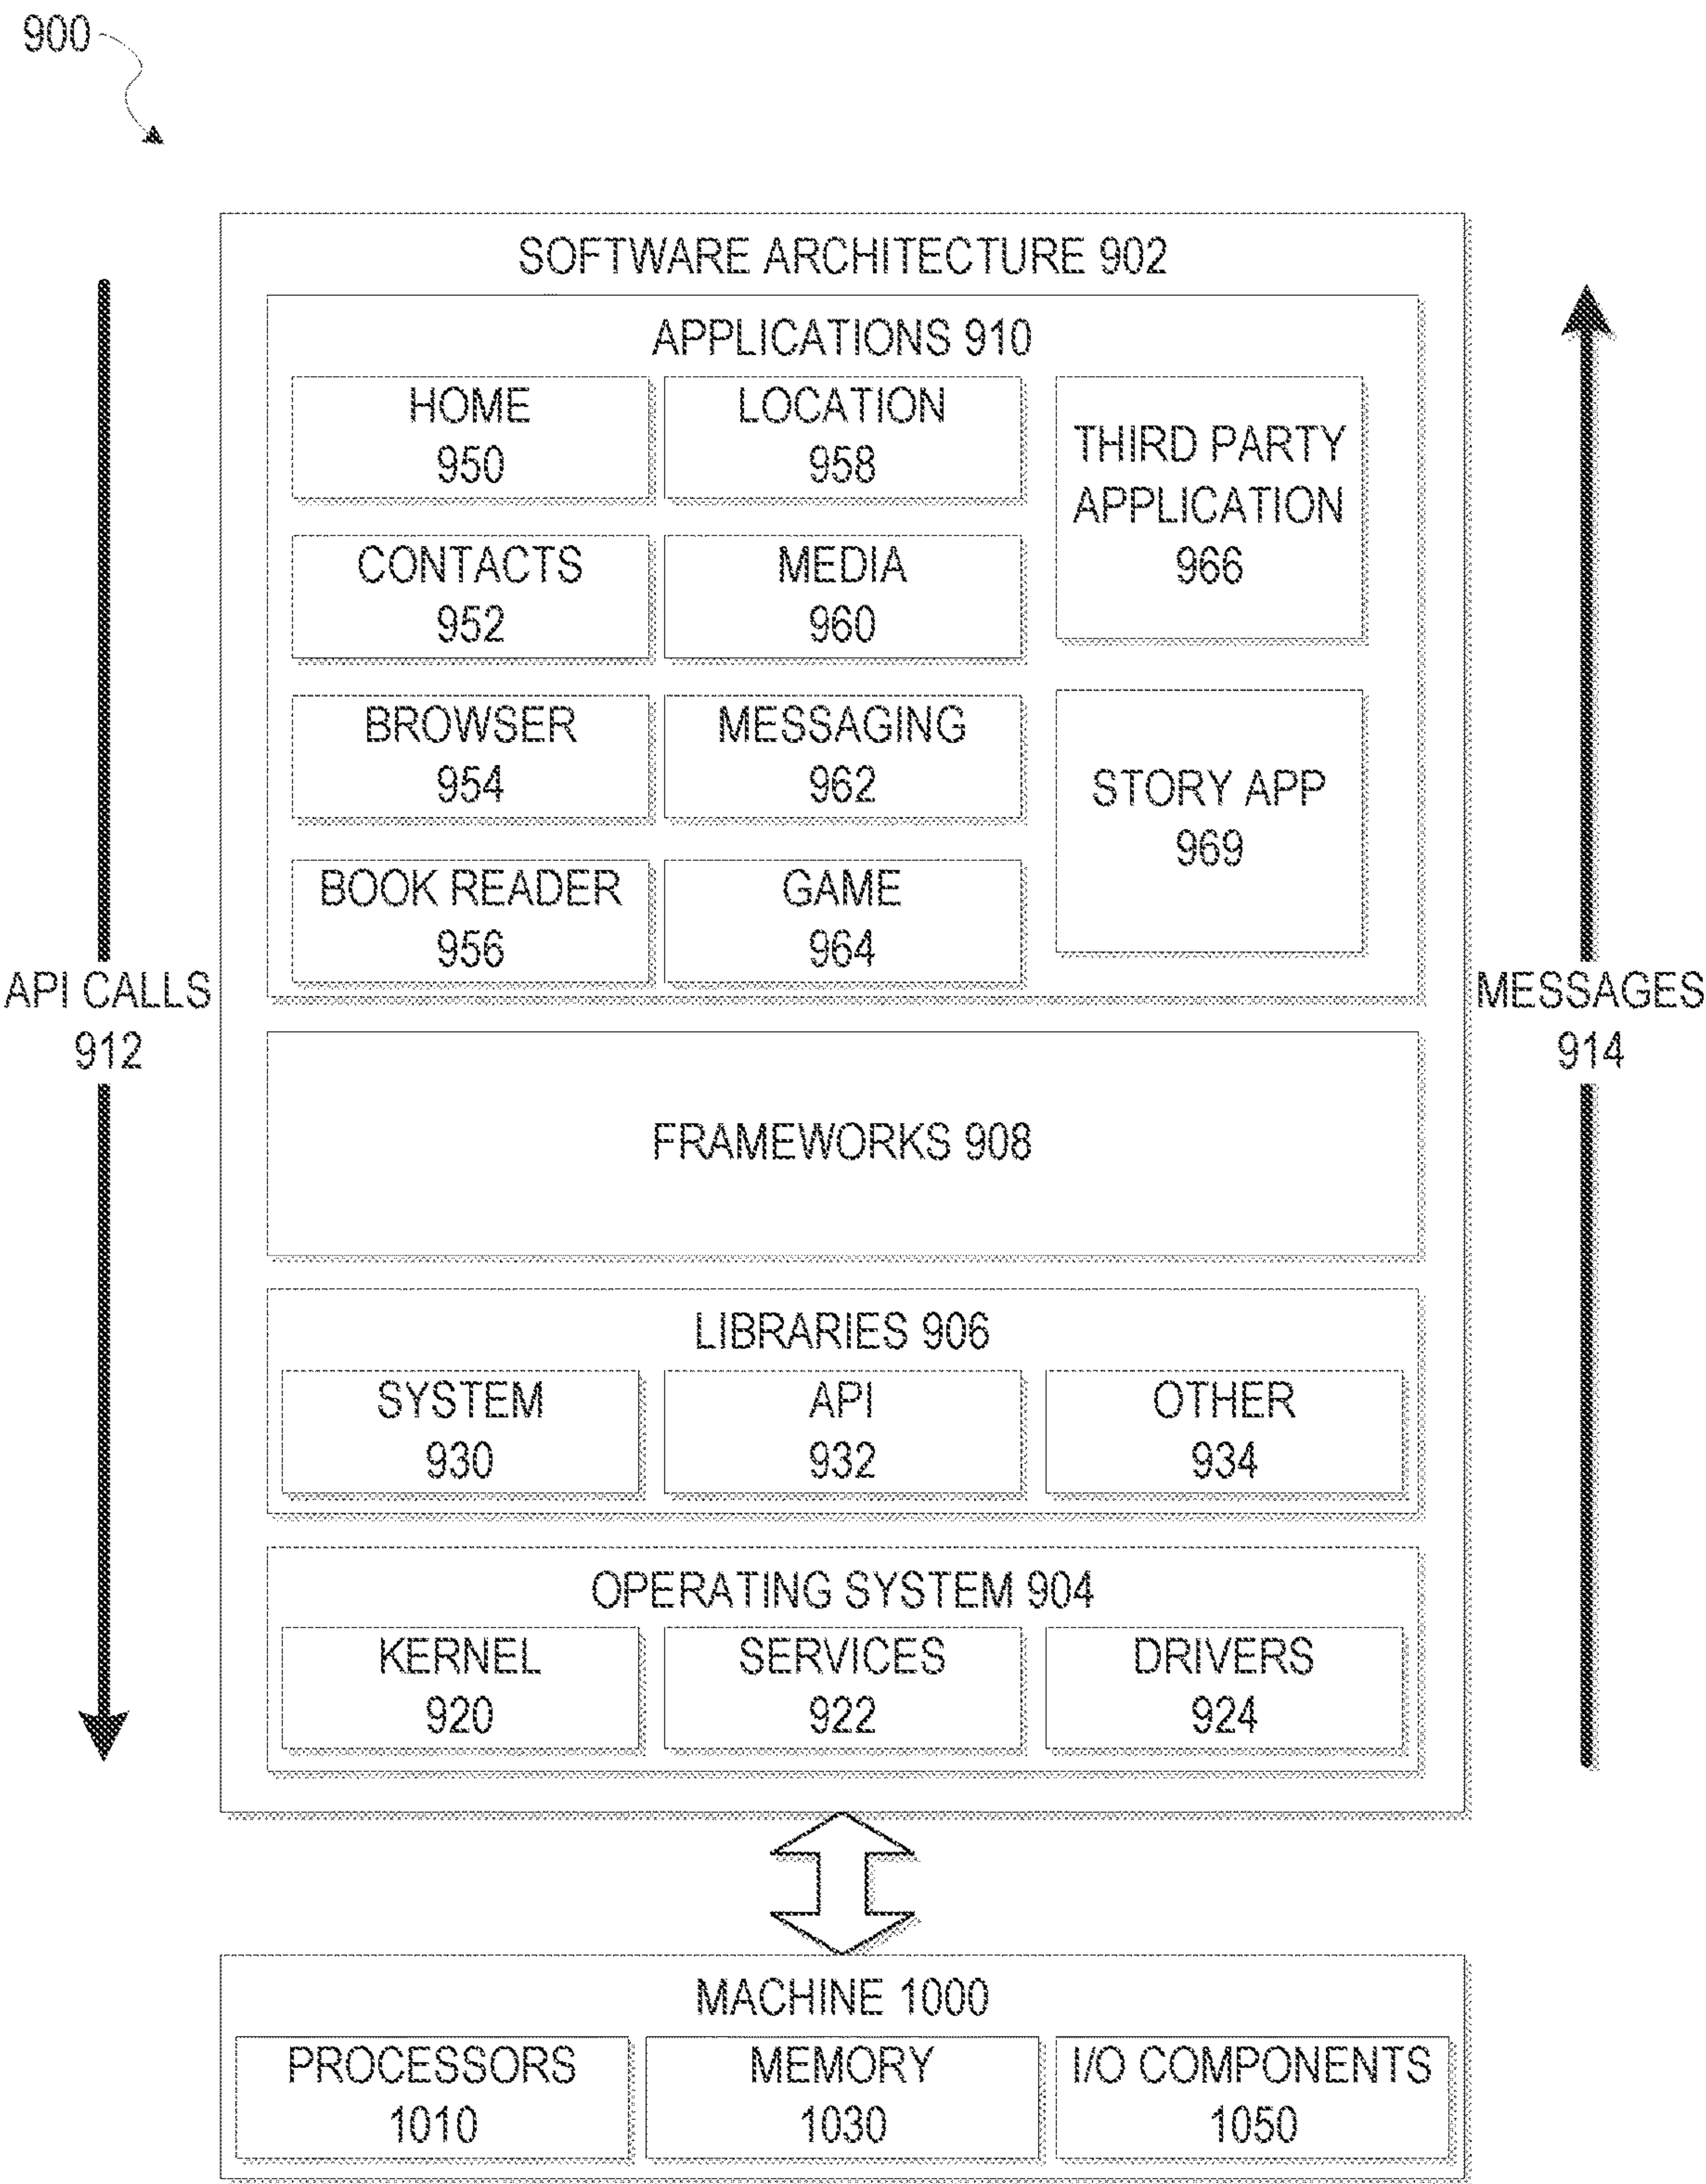 900
SOFTWARE ARCHITECTURE 902
APPLICATIONS 910
HOME
950
LOCATION
958
THIRD PARTY
APPLICATION
966
CONTACTS
952
MEDIA
960
BROWSER
954
MESSAGING
962
STORY APP
969
BOOK READER
956
GAME
964
API CALLS
912
MESSAGES
914
FRAMEWORKS 908
LIBRARIES 906
SYSTEM
930
API
932
OTHER
934
OPERATING SYSTEM 904
KERNEL
920
SERVICES
922
DRIVERS
924
MACHINE 1000
PROCESSORS
1010
MEMORY
1030
I/O COMPONENTS
1050